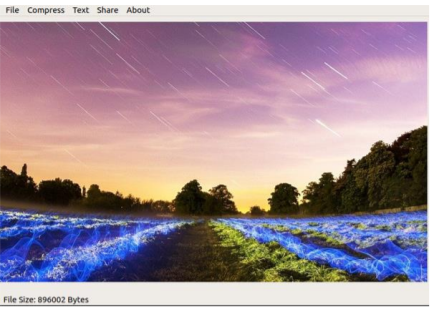 File Compress Text Share About
File Size: 896002 Bytes